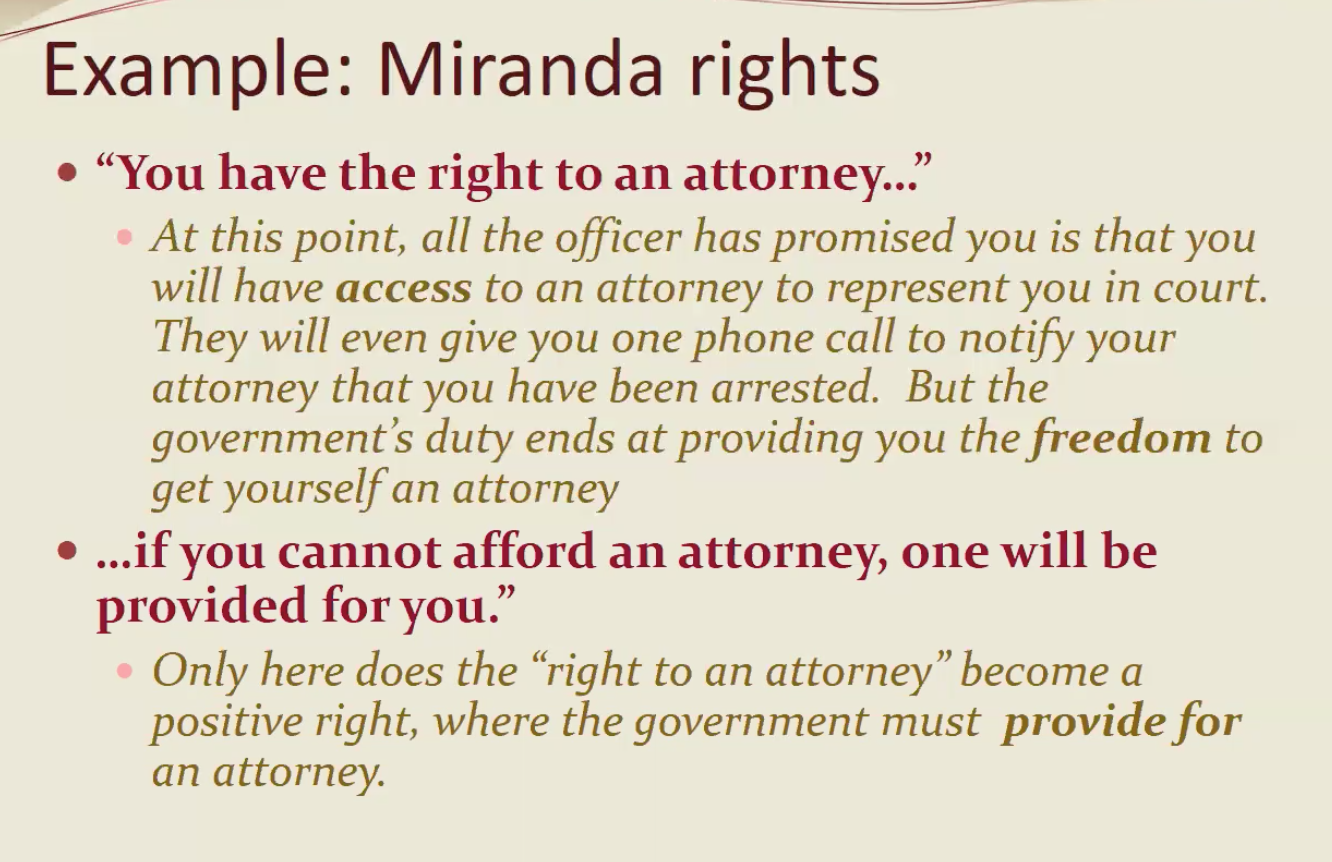 Example: Miranda rights
• “You have the right to an attorney…”
• At this point, all the officer has promised you is that you
will have access to an attorney to represent you in court.
They will even give you one phone call to notify your
attorney that you have been arrested.  But the
government’s duty ends at providing you the freedom to
get yourself an attorney
• …if you cannot afford an attorney, one will be
provided for you.”
• Only here does the “right to an attorney” become a
positive right, where the government must  provide for
an attorney.